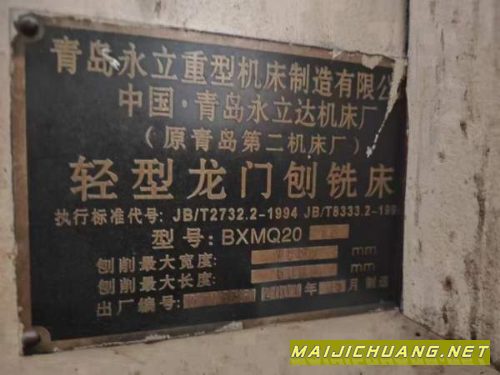 青岛永立重型机床制造有限公
中国·青岛永立达机床厂
(原青岛第二机床厂)
轻型龙门刨铣床
执行标准代号: JB/T2732.2-1994 JB/T8333.2-199
型号: BXMQ20
刨削最大宽度: mm
刨削最大长度: mm
出厂编号: 年 月 制造
MAIJICHUANG.NET